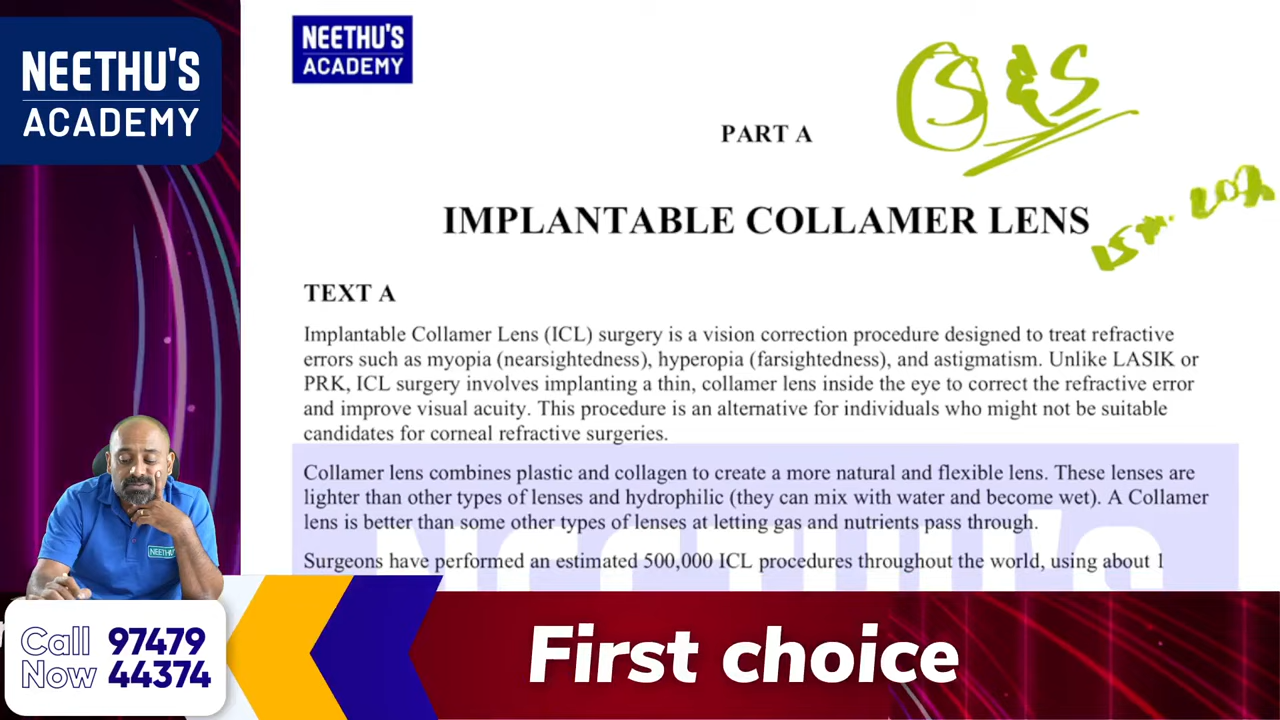 NEETHU'S
ACADEMY
NEETHU'S
ACADEMY
S & S
PART A
IMPLANTABLE COLLAMER LENS
TEXT A
Implantable Collamer Lens (ICL) surgery is a vision correction procedure designed to treat refractive
errors such as myopia (nearsightedness), hyperopia (farsightedness), and astigmatism. Unlike LASIK or
PRK, ICL surgery involves implanting a thin, collamer lens inside the eye to correct the refractive error
and improve visual acuity. This procedure is an alternative for individuals who might not be suitable
candidates for corneal refractive surgeries.
Collamer lens combines plastic and collagen to create a more natural and flexible lens. These lenses are
lighter than other types of lenses and hydrophilic (they can mix with water and become wet). A Collamer
lens is better than some other types of lenses at letting gas and nutrients pass through.
Surgeons have performed an estimated 500,000 ICL procedures throughout the world, using about 1
NEETHU'S
Call 97479
Now 44374
First choice